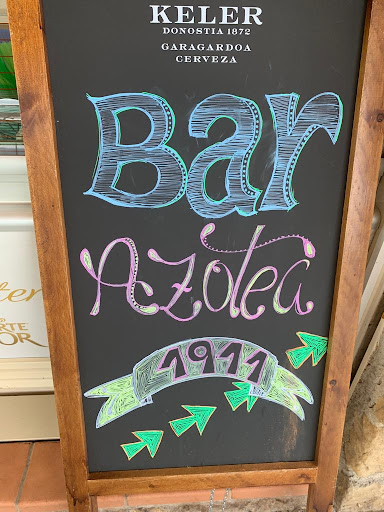 KELER
DONOSTIA 1872
GARAGARDOA
CERVEZA
Bar
Azotea
1911